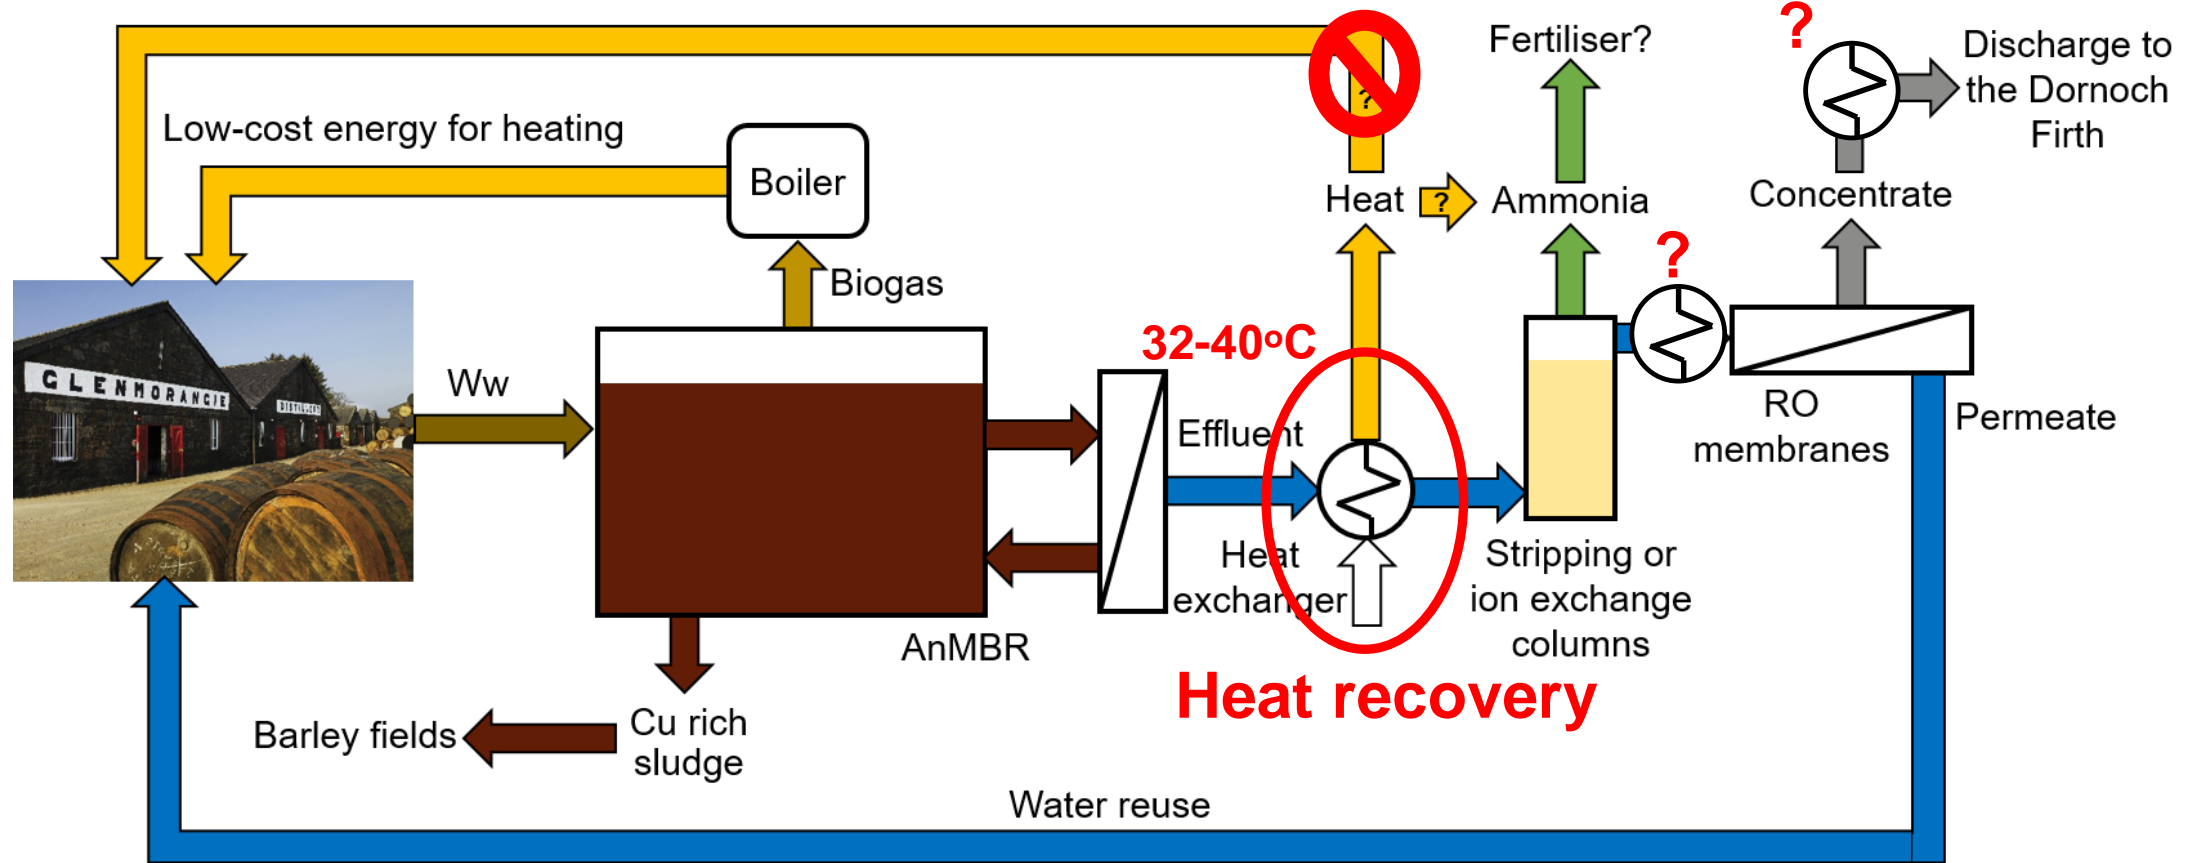 ?
Fertiliser?
Discharge to
the Dornoch
Firth
Low-cost energy for heating
Boiler
?
Heat
?
Ammonia
Concentrate
?
Biogas
GLENMORANGIE
DISTILLERY
Ww
32-40°C
Effluent
RO
membranes
Permeate
Heat
exchanger
Stripping or
ion exchange
columns
AnMBR
Heat recovery
Barley fields
Cu rich
sludge
Water reuse